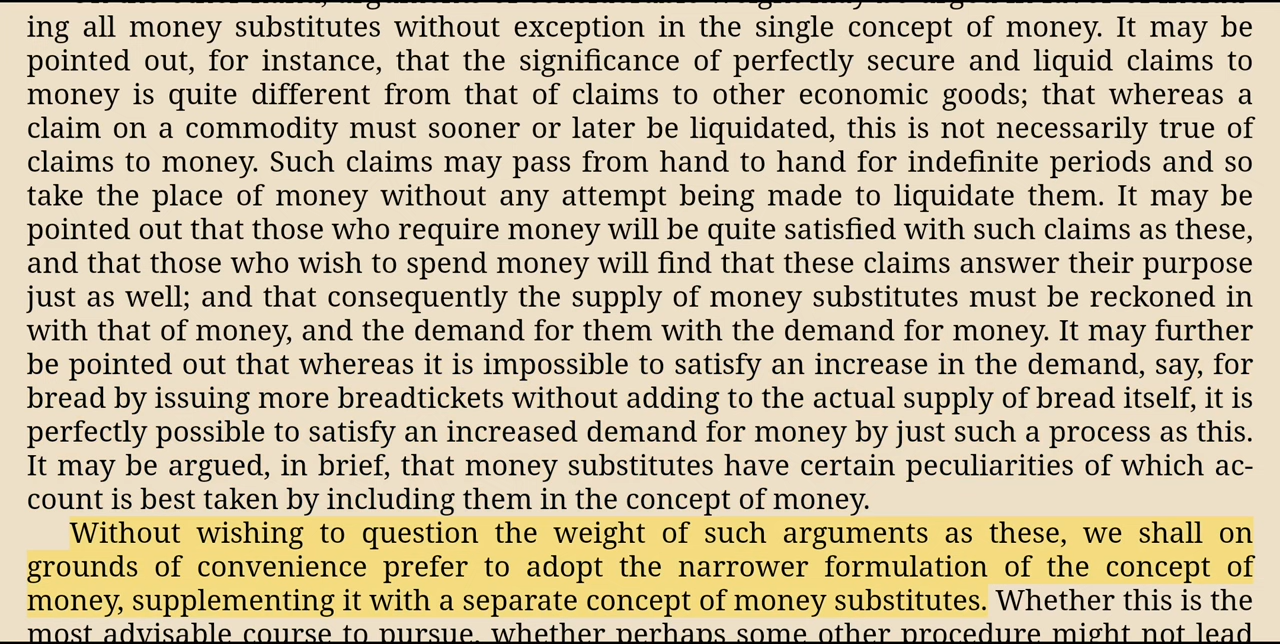 ing all money substitutes without exception in the single concept of money. It may be
pointed out, for instance, that the significance of perfectly secure and liquid claims to
money is quite different from that of claims to other economic goods; that whereas a
claim on a commodity must sooner or later be liquidated, this is not necessarily true of
claims to money. Such claims may pass from hand to hand for indefinite periods and so
take the place of money without any attempt being made to liquidate them. It may be
pointed out that those who require money will be quite satisfied with such claims as these,
and that those who wish to spend money will find that these claims answer their purpose
just as well; and that consequently the supply of money substitutes must be reckoned in
with that of money, and the demand for them with the demand for money. It may further
be pointed out that whereas it is impossible to satisfy an increase in the demand, say, for
bread by issuing more breadtickets without adding to the actual supply of bread itself, it is
perfectly possible to satisfy an increased demand for money by just such a process as this.
It may be argued, in brief, that money substitutes have certain peculiarities of which ac-
count is best taken by including them in the concept of money.
Without wishing to question the weight of such arguments as these, we shall on
grounds of convenience prefer to adopt the narrower formulation of the concept of
money, supplementing it with a separate concept of money substitutes. Whether this is the
most advisable course to pursue, whether perhaps some other procedure might not lead